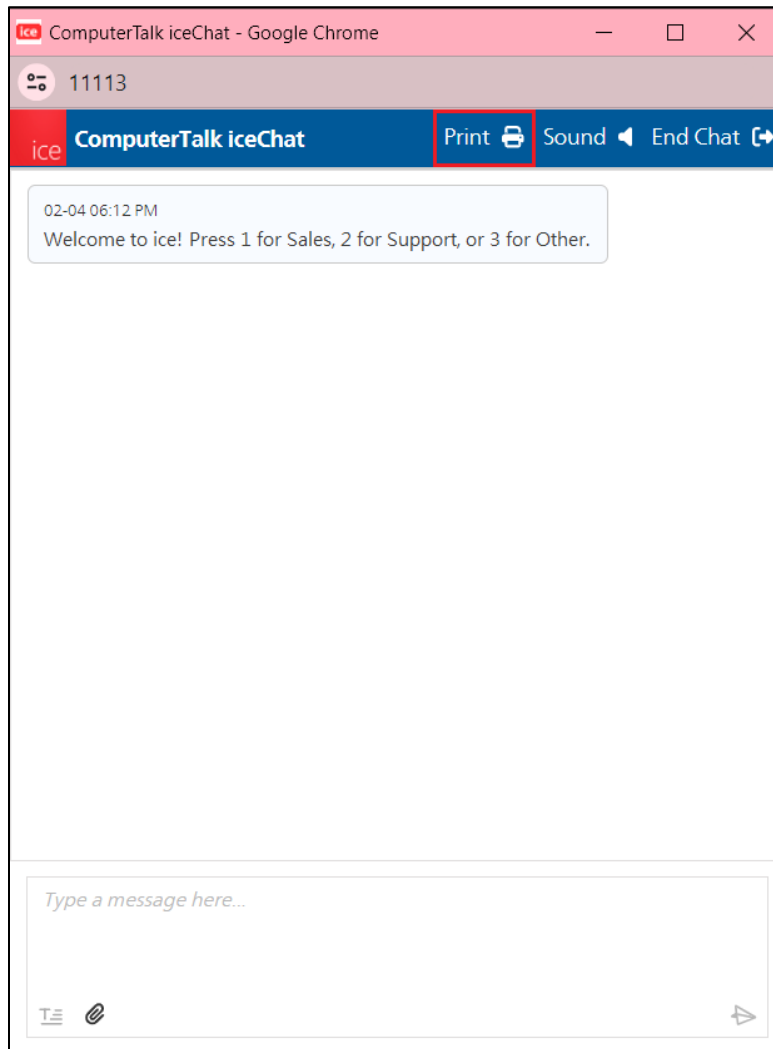 ice ComputerTalk iceChat - Google Chrome
11113
ice ComputerTalk iceChat Print Sound End Chat
02-04 06:12 PM
Welcome to ice! Press 1 for Sales, 2 for Support, or 3 for Other.
Type a message here...